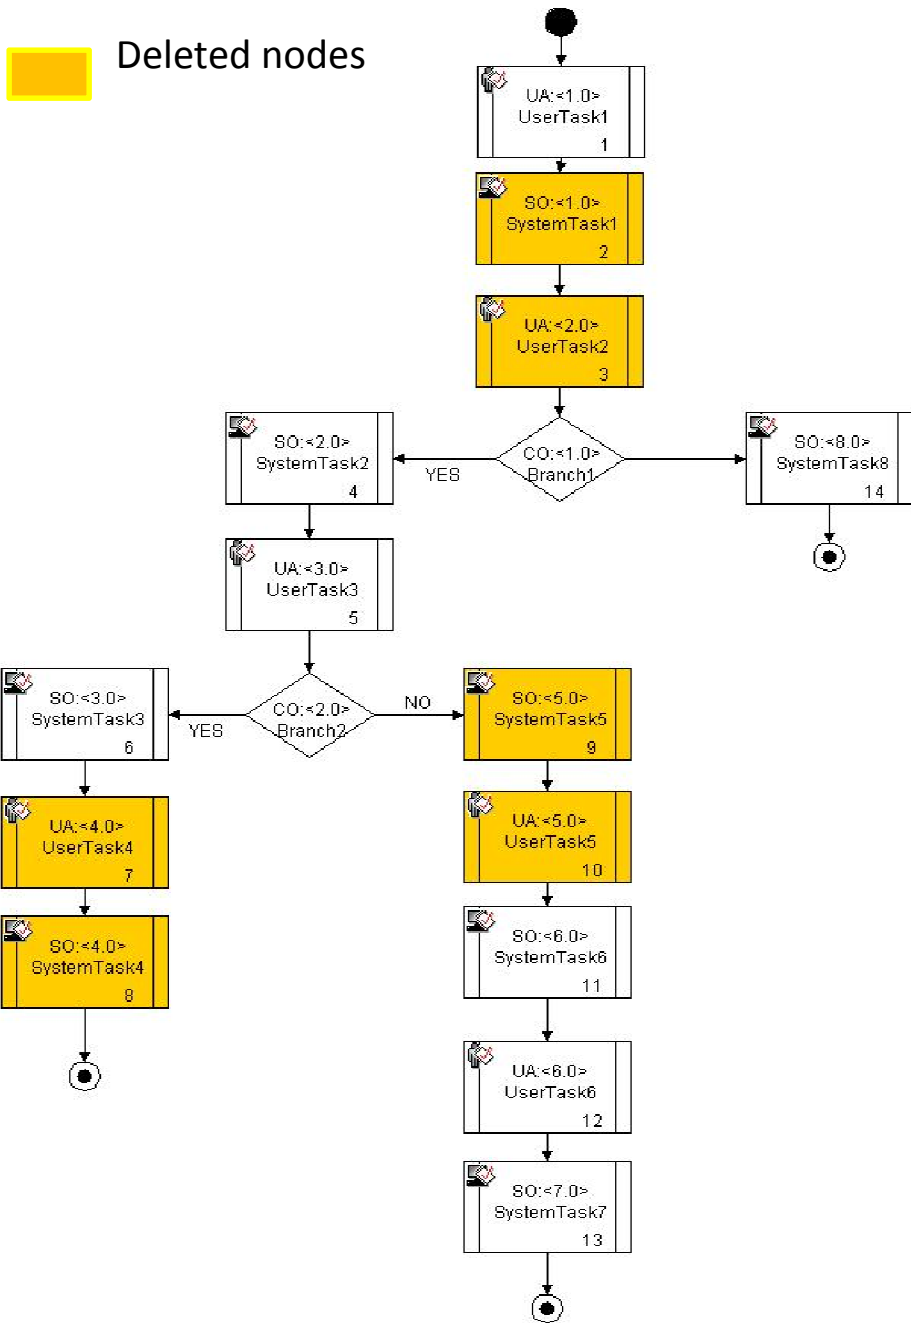 Deleted nodes
UA:<1.0>
UserTask1
1
SO:<1.0>
SystemTask1
2
UA:<2.0>
UserTask2
3
SO:<2.0>
SystemTask2
4
YES
CO:<1.0>
Branch1
SO:<8.0>
SystemTask8
14
UA:<3.0>
UserTask3
5
SO:<3.0>
SystemTask3
6
YES
CO:<2.0>
Branch2
NO
SO:<5.0>
SystemTask5
9
UA:<4.0>
UserTask4
7
UA:<5.0>
UserTask5
10
SO:<4.0>
SystemTask4
8
SO:<6.0>
SystemTask6
11
UA:<6.0>
UserTask6
12
SO:<7.0>
SystemTask7
13